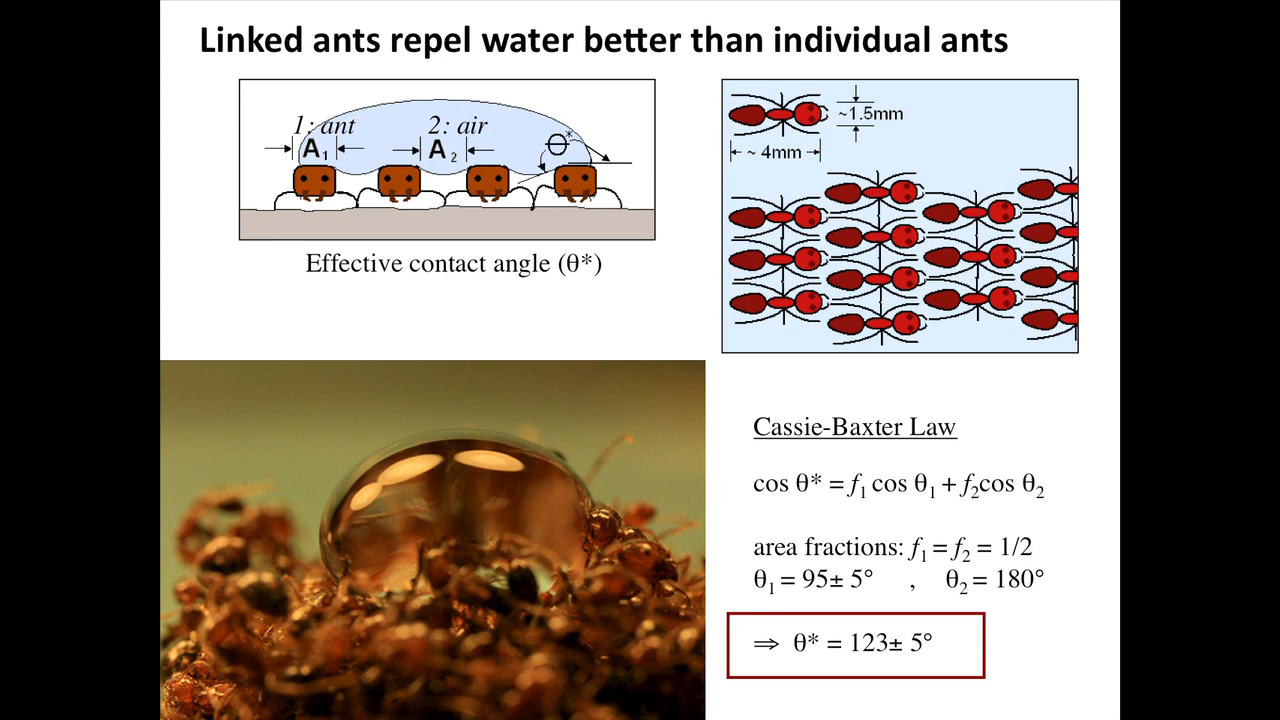 Linked ants repel water better than individual ants
1: ant
2: air
A₁
A₂
Θ*
Effective contact angle (θ*)
~1.5mm
~ 4mm
Cassie-Baxter Law
cos θ* = f₁ cos θ₁ + f₂cos θ₂
area fractions: f₁ = f₂ = 1/2
θ₁ = 95± 5° , θ₂ = 180°
⇒ θ* = 123± 5°